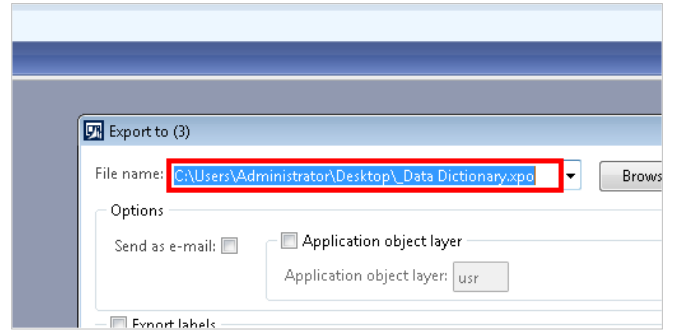 Export to (3)
File name: C:\Users\Administrator\Desktop\_Data Dictionary.xpo
Options
Send as e-mail:
Application object layer
Application object layer: usr
Export labels